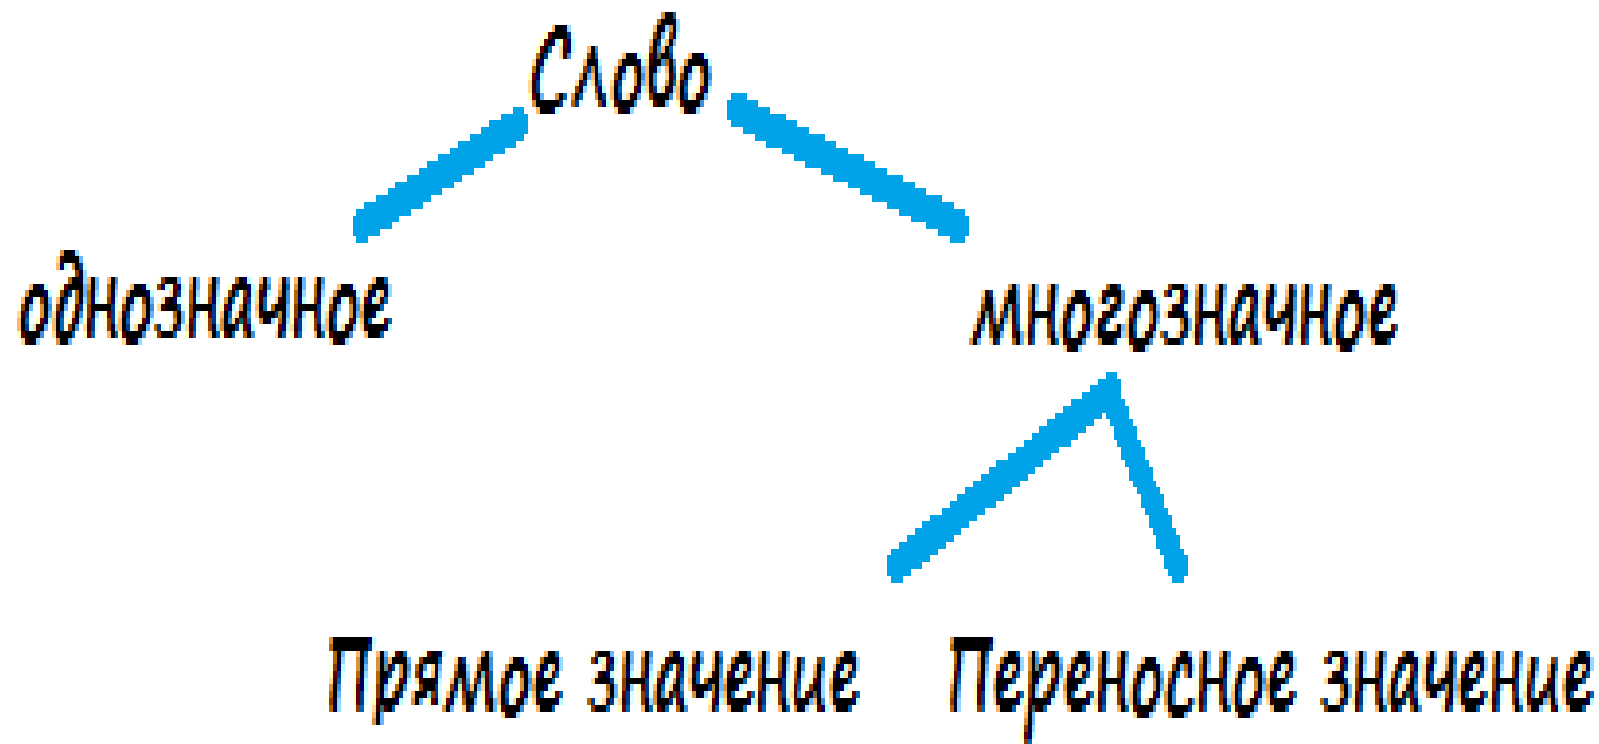 Слово
однозначное многозначное
Прямое значение Переносное значение